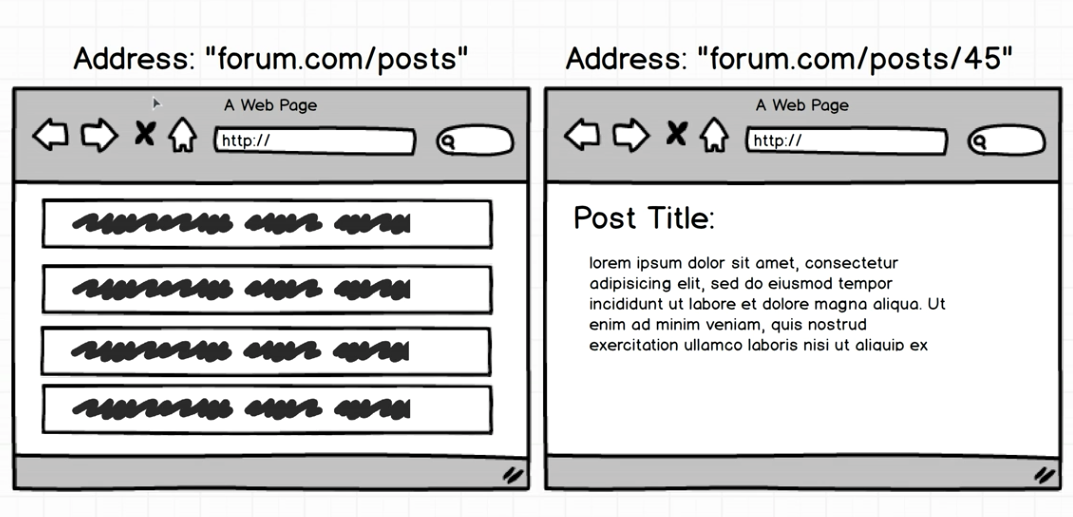 Address: "forum.com/posts"
A Web Page
http://
Address: "forum.com/posts/45"
A Web Page
http://
Post Title:
lorem ipsum dolor sit amet, consectetur
adipisicing elit, sed do eiusmod tempor
incididunt ut labore et dolore magna aliqua. Ut
enim ad minim veniam, quis nostrud
exercitation ullamco laboris nisi ut aliquip ex